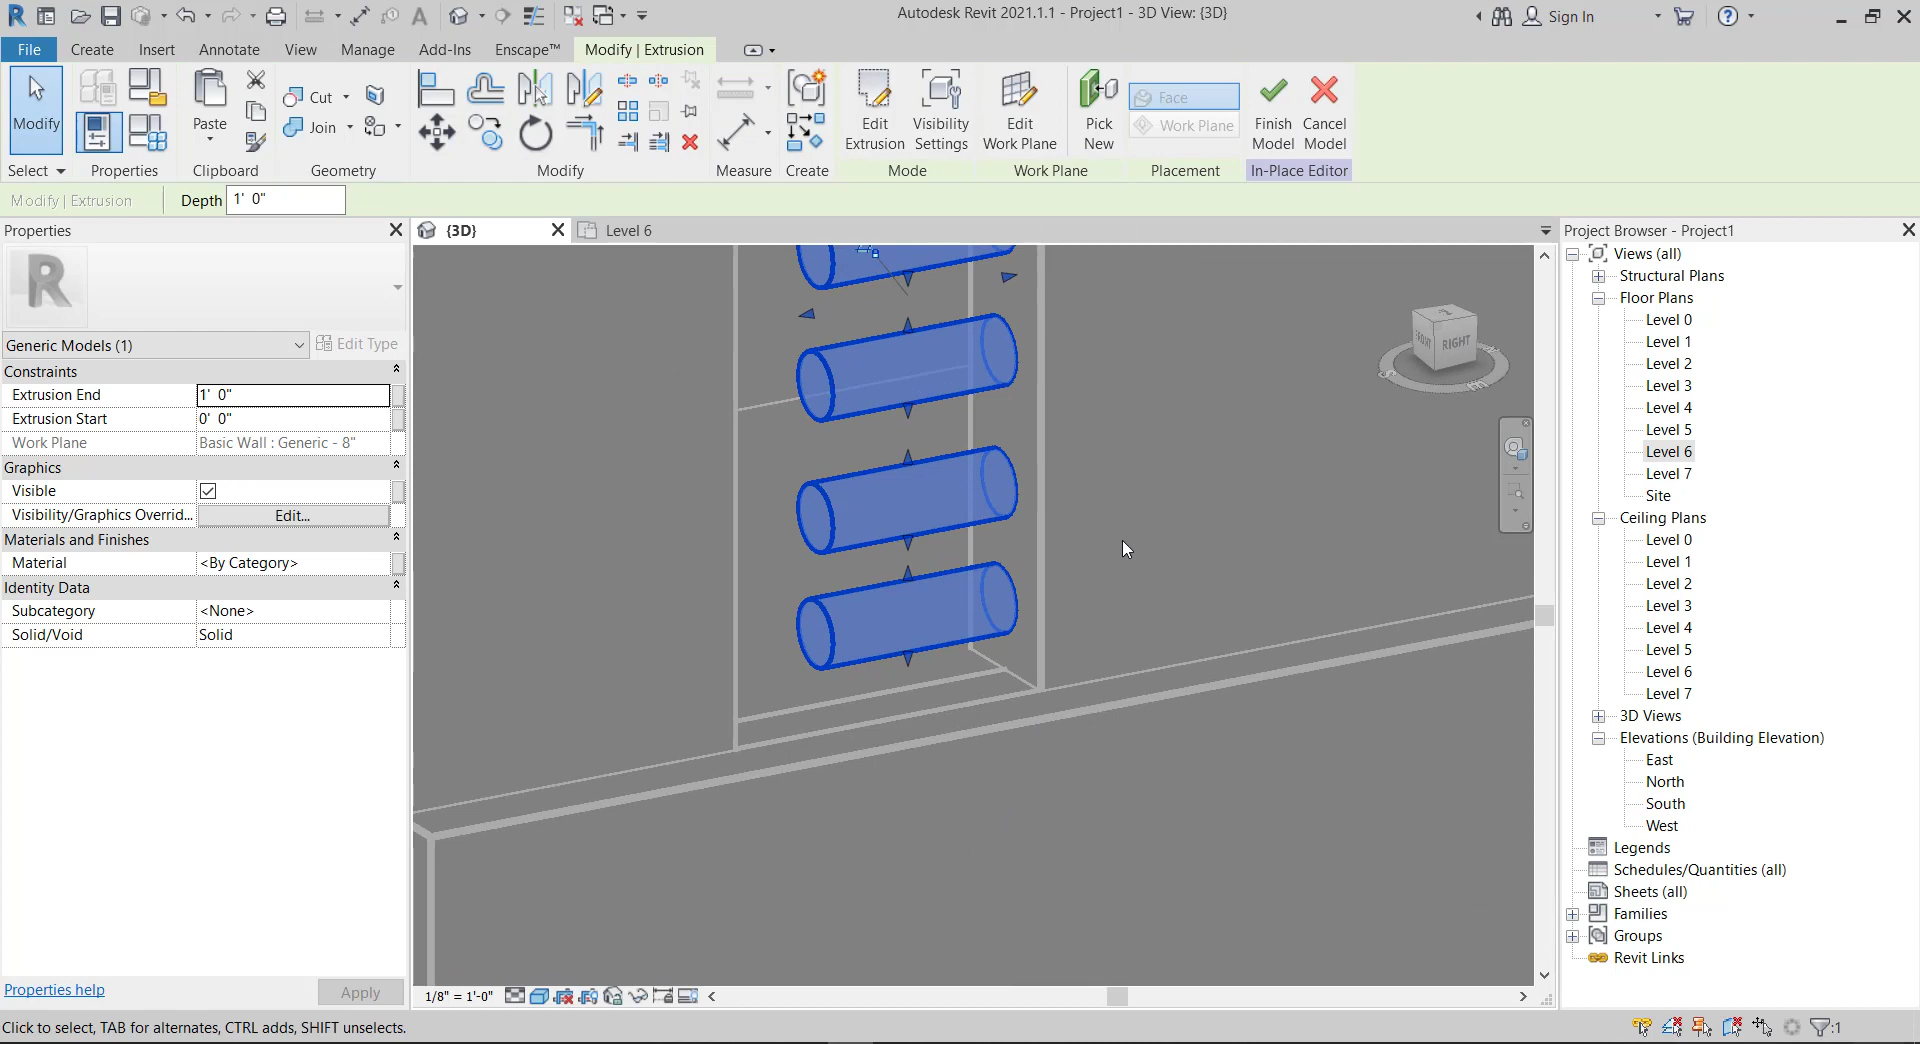 Autodesk Revit 2021.1.1 - Project1 - 3D View: {3D}
Sign In
File
Create
Insert
Annotate
View
Manage
Add-Ins
Enscape™
Modify | Extrusion
Modify
Paste
Cut
Join
Edit
Extrusion
Visibility
Settings
Edit
Work Plane
Pick
New
Face
Work Plane
Finish
Model
Cancel
Model
Select
Properties
Clipboard
Geometry
Modify
Measure
Create
Mode
Work Plane
Placement
In-Place Editor
Modify | Extrusion
Depth
1' 0"
Properties
Generic Models (1)
Edit Type
Constraints
Extrusion End
1' 0"
Extrusion Start
0' 0"
Work Plane
Basic Wall : Generic - 8"
Graphics
Visible
Visibility/Graphics Overrid...
Edit...
Materials and Finishes
Material
<By Category>
Identity Data
Subcategory
<None>
Solid/Void
Solid
Properties help
Apply
{3D}
Level 6
FRONT
RIGHT
S
1/8" = 1'-0"
Project Browser - Project1
Views (all)
Structural Plans
Floor Plans
Level 0
Level 1
Level 2
Level 3
Level 4
Level 5
Level 6
Level 7
Site
Ceiling Plans
Level 0
Level 1
Level 2
Level 3
Level 4
Level 5
Level 6
Level 7
3D Views
Elevations (Building Elevation)
East
North
South
West
Legends
Schedules/Quantities (all)
Sheets (all)
Families
Groups
Revit Links
Click to select, TAB for alternates, CTRL adds, SHIFT unselects.
:1